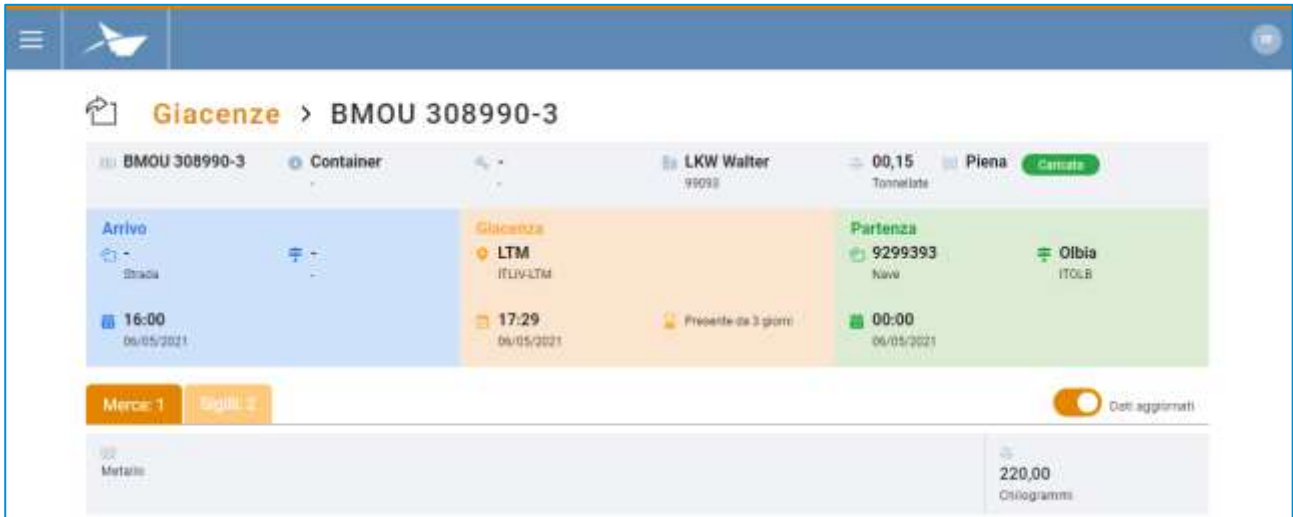 Giacenze > BMOU 308990-3
BMOU 308990-3 Container - LKW Walter 00,15 Piena Caricata
- - 99093 Tonnellate
Arrivo Giacenza Partenza
- - LTM 9299393 Olbia
Strada - ITLIV-LTM Nave ITOLB
16:00 17:29 Presente da 3 giorni 00:00
06/05/2021 06/05/2021 06/05/2021
Merce: 1 Sigilli: 2 Dati aggiornati
Metallo 220,00
Chilogrammi